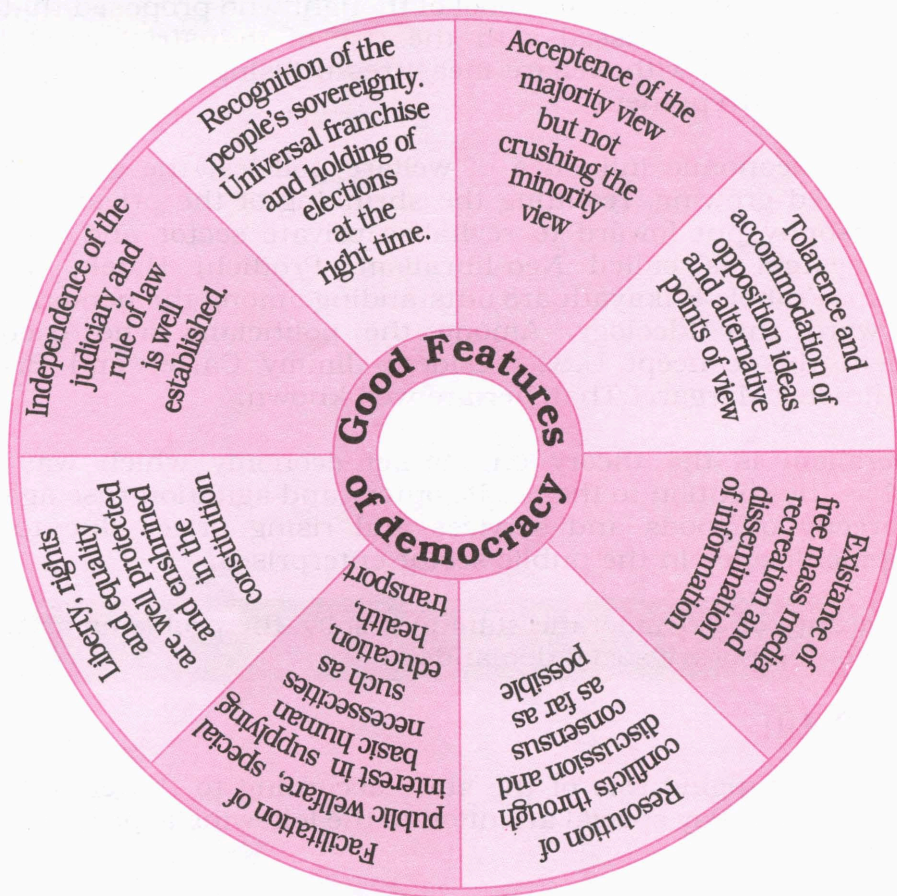 Good Features
of democracy
Acceptence of the
majority view
but not
crushing the
minority
view
Tolarence and
accommodation of
opposition ideas
and alternative
points of view
Existance of
free mass media
recreation and
dissemination
of information
Resolution of
conflicts through
discussion and
consensus
as far as
possible
Facilitation of
public wellfare, special
interest in supplying
basic human
necessecities
such as
education,
health,
transport
Liberty, rights
and equality
are well protected
and enshrined
in the
constitution
Independence of the
judiciary and
rule of law
is well
established.
Recognition of the
people's sovereignty.
Universal franchise
and holding of
elections
at the
right time.